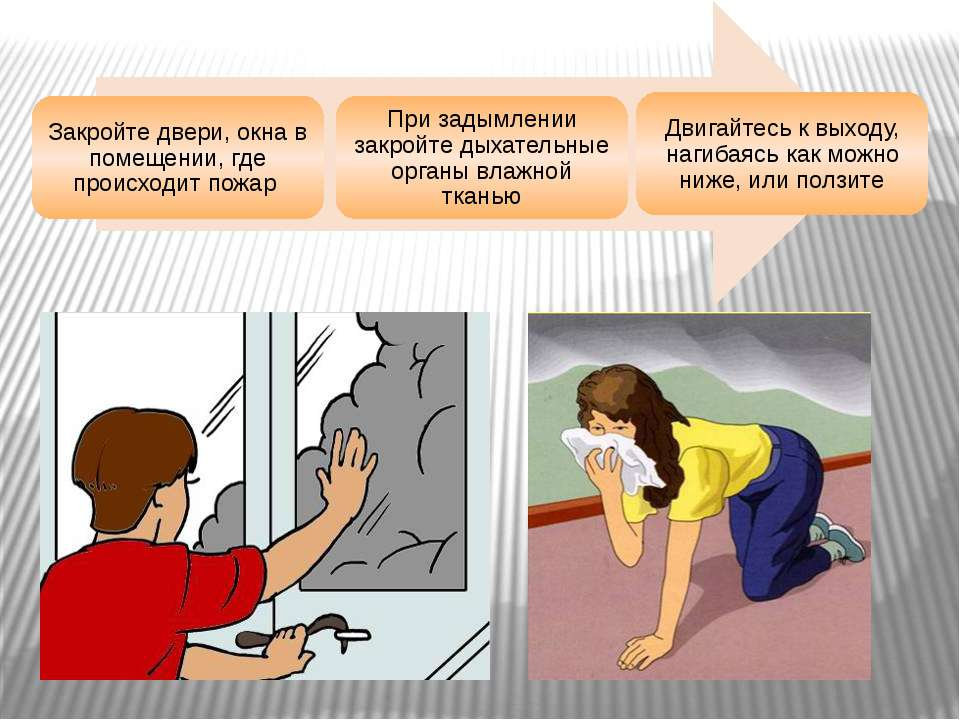 Закройте двери, окна в
помещении, где
происходит пожар
При задымлении
закройте дыхательные
органы влажной
тканью
Двигайтесь к выходу,
нагибаясь как можно
ниже, или ползите